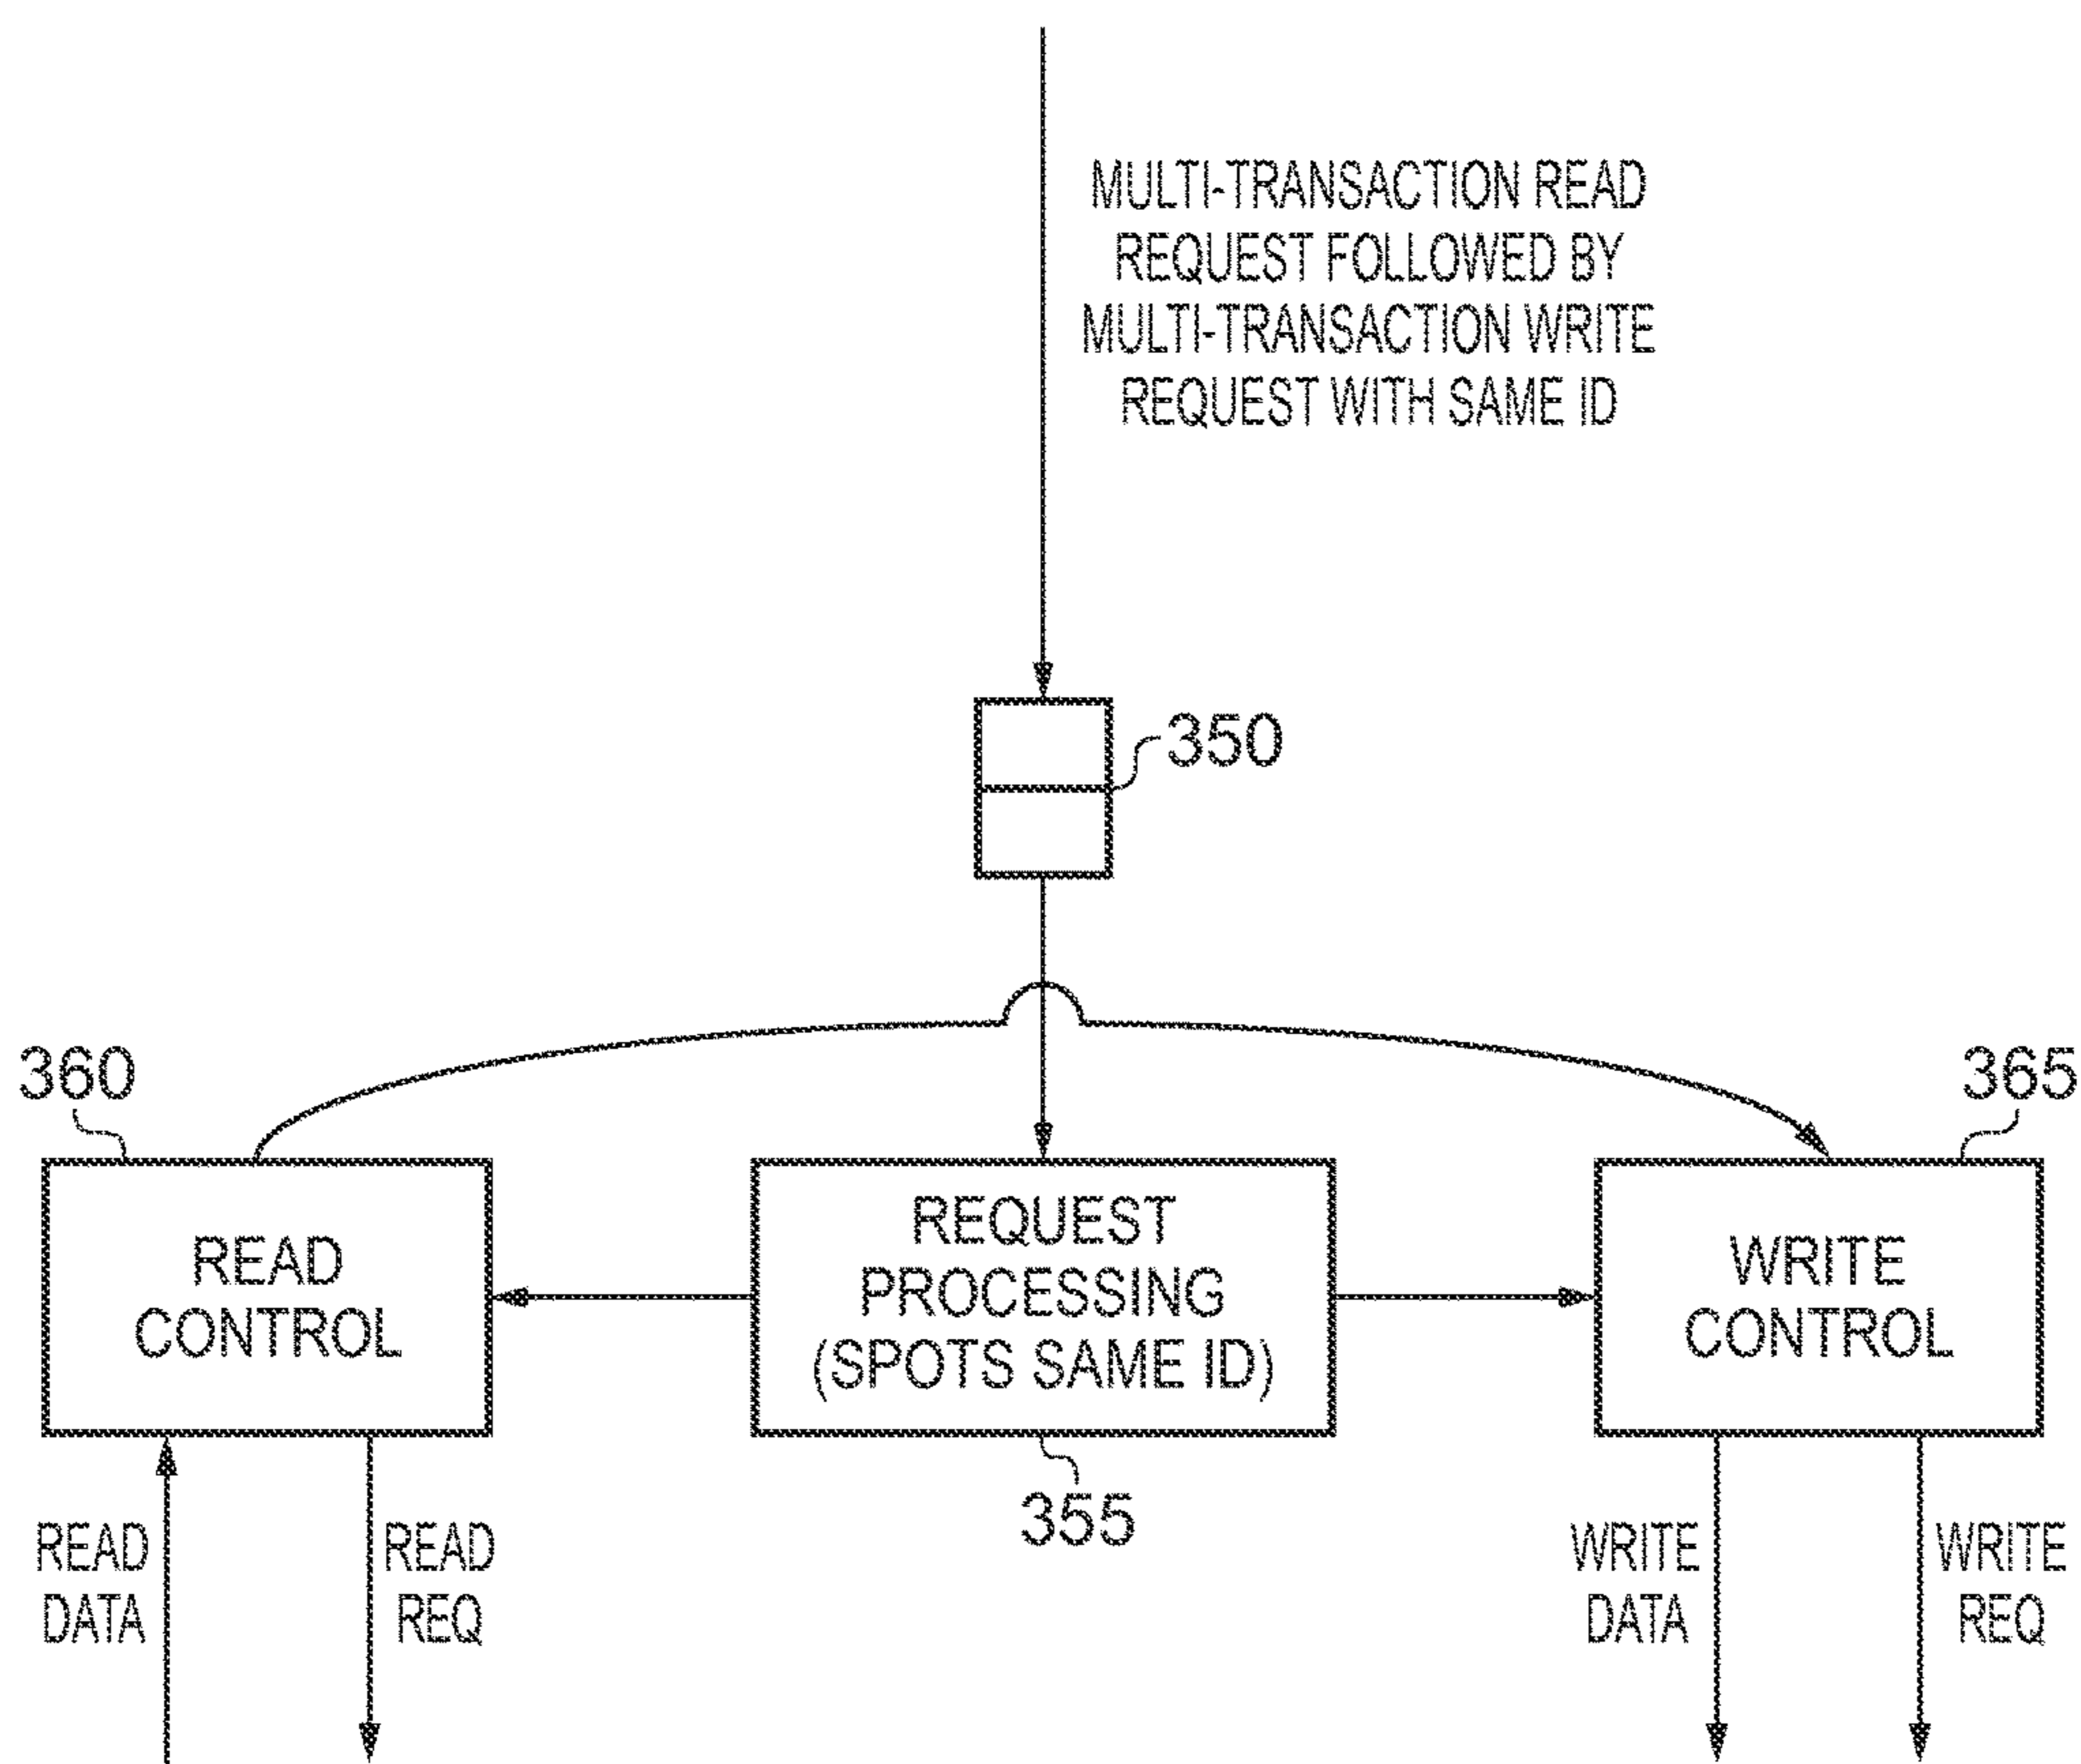 MULTI-TRANSACTION READ
REQUEST FOLLOWED BY
MULTI-TRANSACTION WRITE
REQUEST WITH SAME ID
350
360
365
READ
CONTROL
REQUEST
PROCESSING
(SPOTS SAME ID)
WRITE
CONTROL
355
READ
DATA
READ
REQ
WRITE
DATA
WRITE
REQ